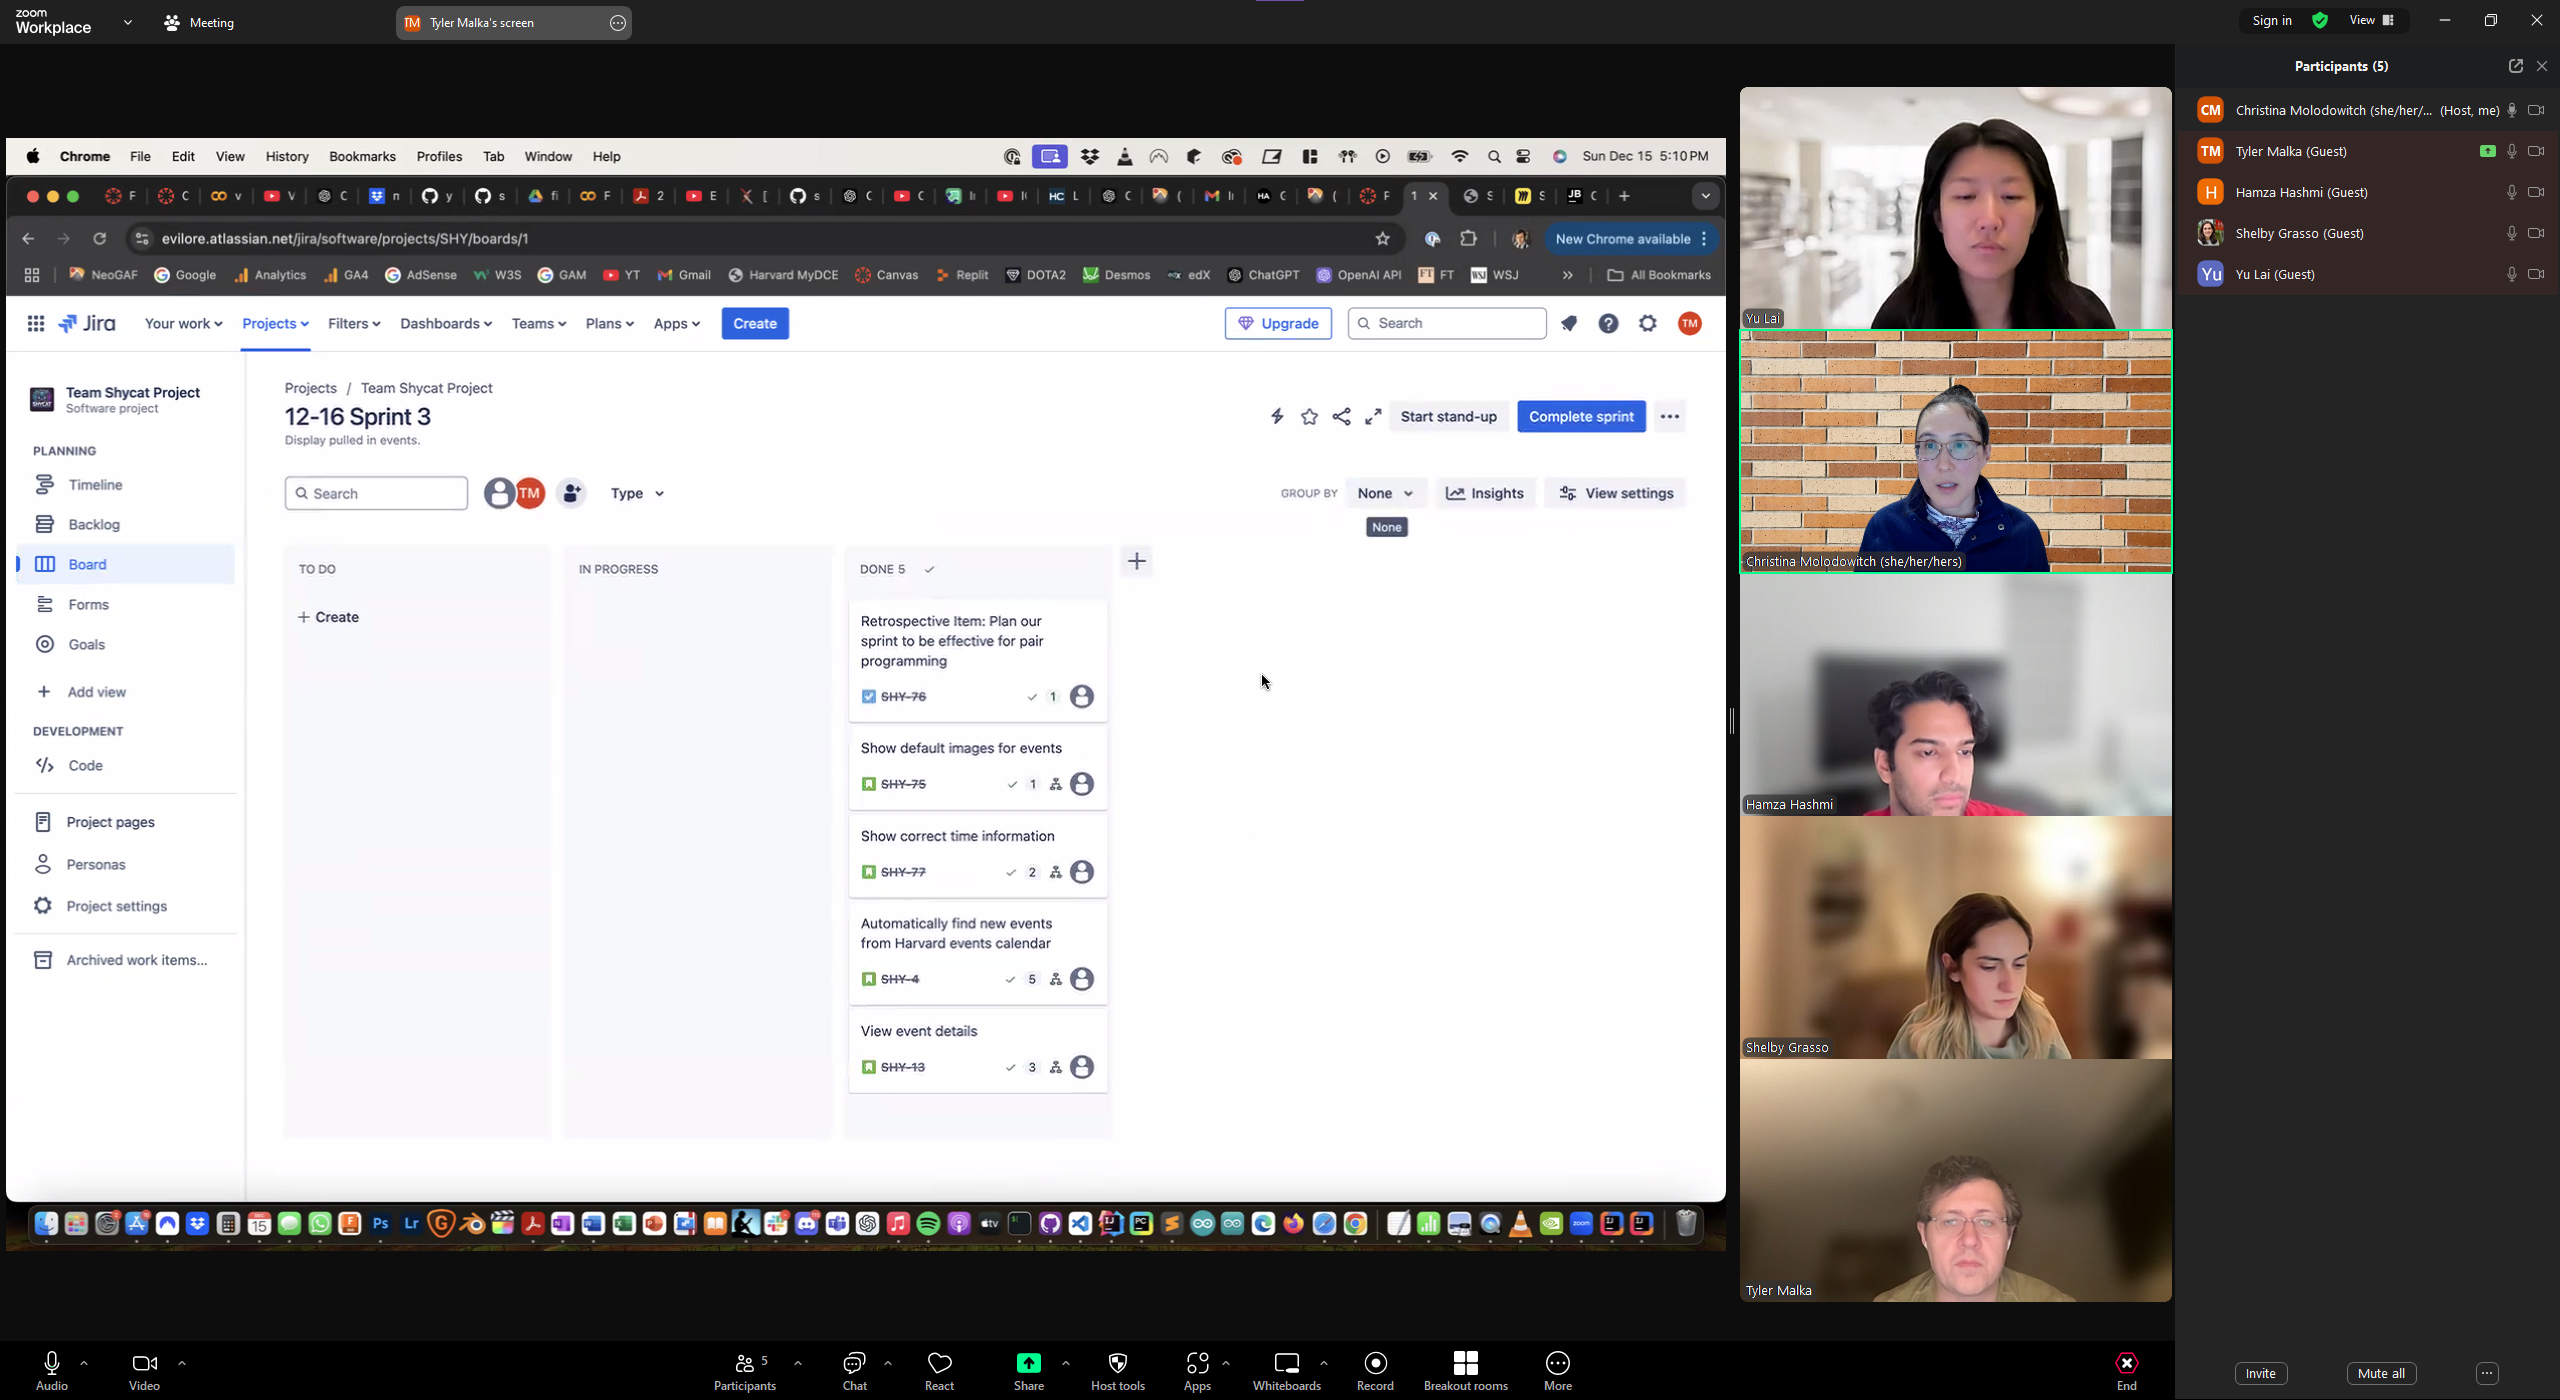 zoom
Workplace
Meeting
TM Tyler Malka's screen
Sign in
View
Chrome File Edit View History Bookmarks Profiles Tab Window Help
Sun Dec 15 5:10 PM
evilore.atlassian.net/jira/software/projects/SHY/boards/1
New Chrome available
NeoGAF Google Analytics GA4 AdSense W3S GAM YT Gmail Harvard MyDCE Canvas Replit DOTA2 Desmos edX ChatGPT OpenAI API FT WSJ » All Bookmarks
Jira Your work Projects Filters Dashboards Teams Plans Apps Create Upgrade Search TM
Team Shycat Project
Software project
PLANNING
Timeline
Backlog
Board
Forms
Goals
Add view
DEVELOPMENT
Code
Project pages
Personas
Project settings
Archived work items...
Projects / Team Shycat Project
12-16 Sprint 3
Display pulled in events.
Start stand-up
Complete sprint
Search
TM
Type
GROUP BY None
Insights
View settings
None
TO DO
Create
IN PROGRESS
DONE 5
Retrospective Item: Plan our
sprint to be effective for pair
programming
SHY-76 1
Show default images for events
SHY-75 1
Show correct time information
SHY-77 2
Automatically find new events
from Harvard events calendar
SHY-4 5
View event details
SHY-13 3
Yu Lai
Christina Molodowitch (she/her/hers)
Hamza Hashmi
Shelby Grasso
Tyler Malka
Participants (5)
CM Christina Molodowitch (she/her/... (Host, me)
TM Tyler Malka (Guest)
H Hamza Hashmi (Guest)
Shelby Grasso (Guest)
Yu Yu Lai (Guest)
Audio
Video
Participants 5
Chat
React
Share
Host tools
Apps
Whiteboards
Record
Breakout rooms
More
End
Invite
Mute all